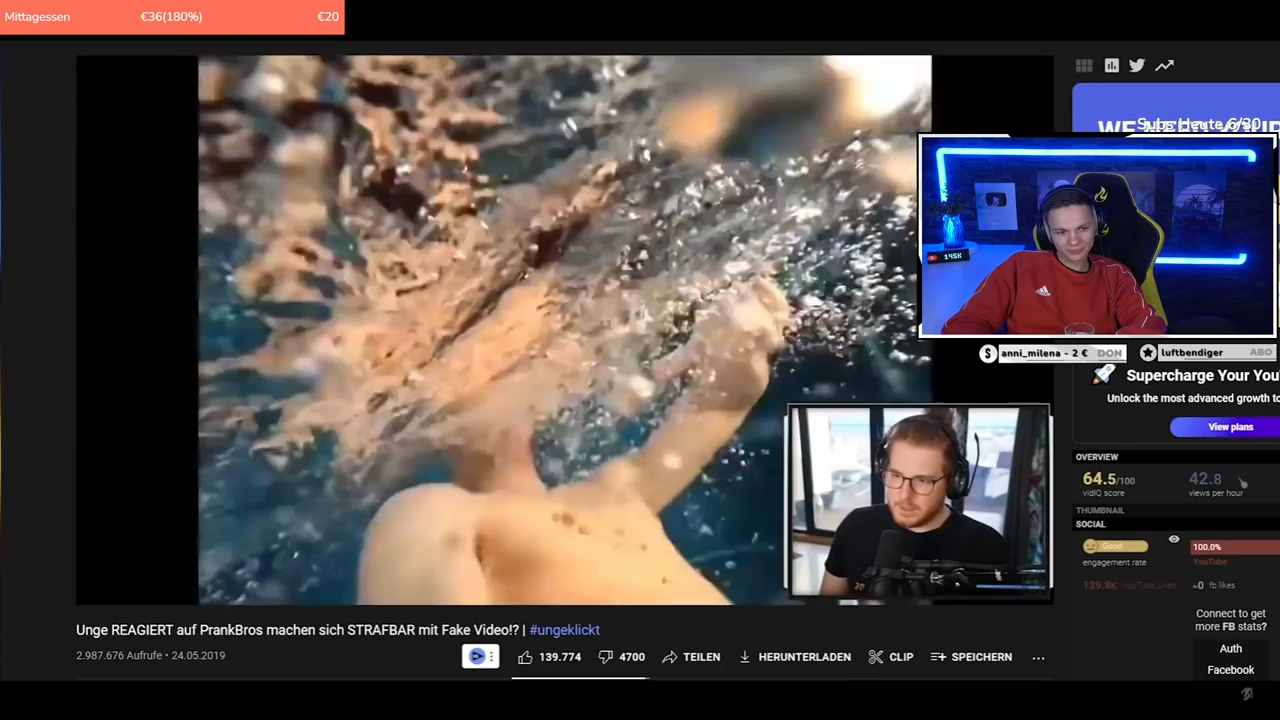 Mittagessen €36(180%) €20
Subs Heute 6/30
145K
anni_milena - 2 € DON
luftbendiger ABO
Supercharge Your You
Unlock the most advanced growth to
View plans
OVERVIEW
64.5/100
vidIQ score
42.8
views per hour
THUMBNAIL
SOCIAL
Good
engagement rate
100.0%
YouTube
139.8K YouTube Likes
0 fb likes
Connect to get
more FB stats?
Auth
Facebook
Unge REAGIERT auf PrankBros machen sich STRAFBAR mit Fake Video!? | #ungeklickt
2.987.676 Aufrufe • 24.05.2019
139.774
4700
TEILEN
HERUNTERLADEN
CLIP
SPEICHERN